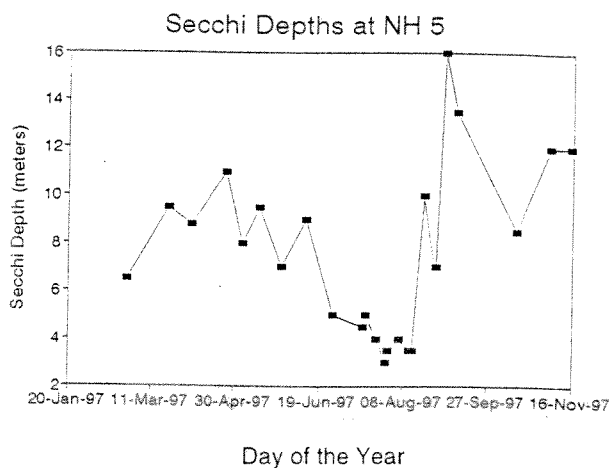 Secchi Depths at NH 5
16
14
12
10
8
6
4
2
Secchi Depth (meters)
20-Jan-97 11-Mar-97 30-Apr-97 19-Jun-97 08-Aug-97 27-Sep-97 16-Nov-97
Day of the Year